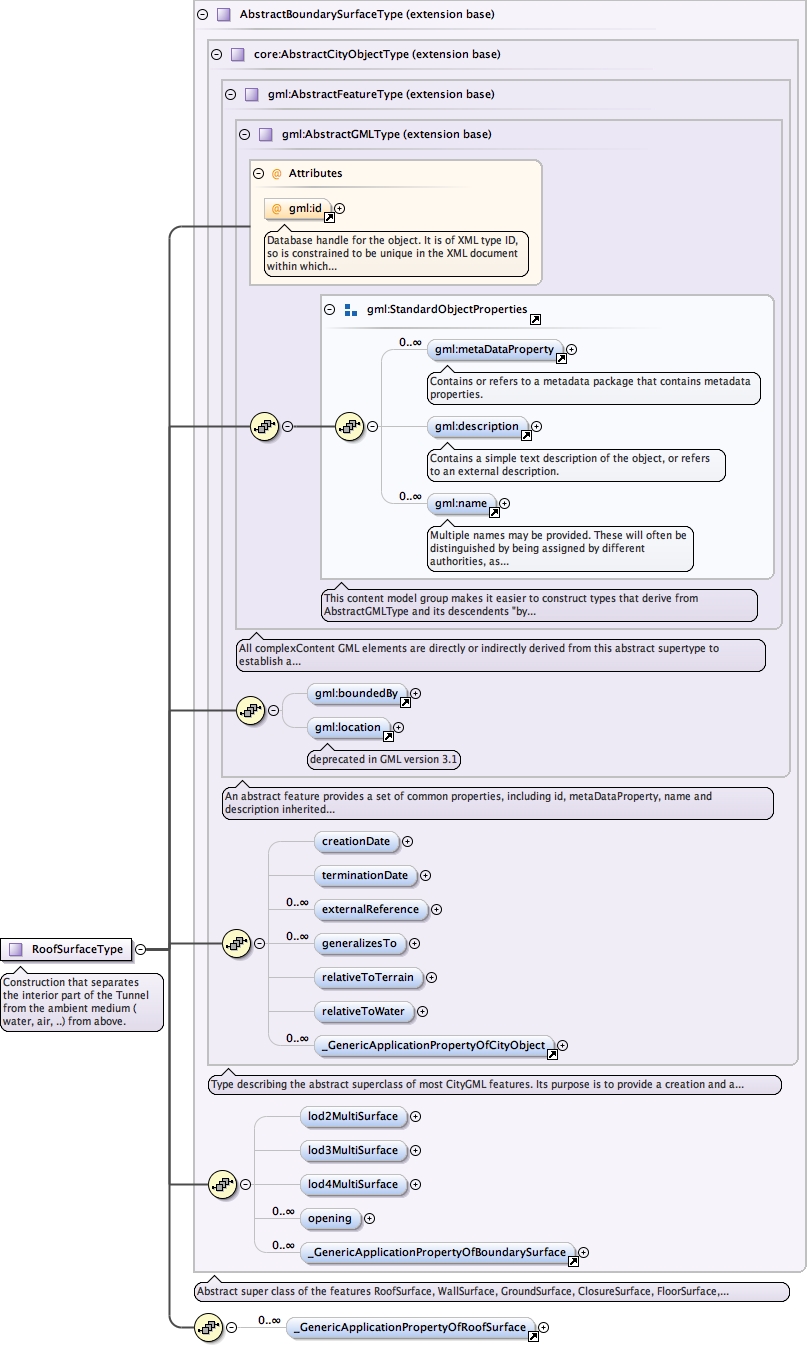 AbstractBoundarySurfaceType (extension base)
core:AbstractCityObjectType (extension base)
gml:AbstractFeatureType (extension base)
gml:AbstractGMLType (extension base)
@ Attributes
@ gml:id
Database handle for the object. It is of XML type ID,
so is constrained to be unique in the XML document
within which...
gml:StandardObjectProperties
0..∞
gml:metaDataProperty
Contains or refers to a metadata package that contains metadata
properties.
gml:description
Contains a simple text description of the object, or refers
to an external description.
0..∞
gml:name
Multiple names may be provided. These will often be
distinguished by being assigned by different
authorities, as...
This content model group makes it easier to construct types that derive from
AbstractGMLType and its descendents "by...
All complexContent GML elements are directly or indirectly derived from this abstract supertype to
establish a...
gml:boundedBy
gml:location
deprecated in GML version 3.1
An abstract feature provides a set of common properties, including id, metaDataProperty, name and
description inherited...
creationDate
terminationDate
0..∞
externalReference
0..∞
generalizesTo
RoofSurfaceType
Construction that separates
the interior part of the Tunnel
from the ambient medium (
water, air, ..) from above.
relativeToTerrain
relativeToWater
0..∞
_GenericApplicationPropertyOfCityObject
Type describing the abstract superclass of most CityGML features. Its purpose is to provide a creation and a...
lod2MultiSurface
lod3MultiSurface
lod4MultiSurface
0..∞
opening
0..∞
_GenericApplicationPropertyOfBoundarySurface
Abstract super class of the features RoofSurface, WallSurface, GroundSurface, ClosureSurface, FloorSurface,...
0..∞
_GenericApplicationPropertyOfRoofSurface